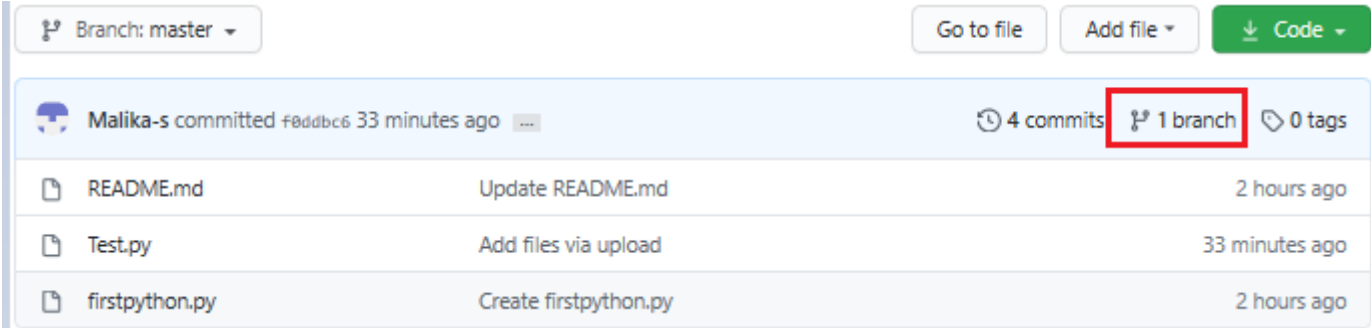 Branch: master Go to file Add file Code
Malika-s committed f0ddbc6 33 minutes ago ... 4 commits 1 branch 0 tags
README.md Update README.md 2 hours ago
Test.py Add files via upload 33 minutes ago
firstpython.py Create firstpython.py 2 hours ago